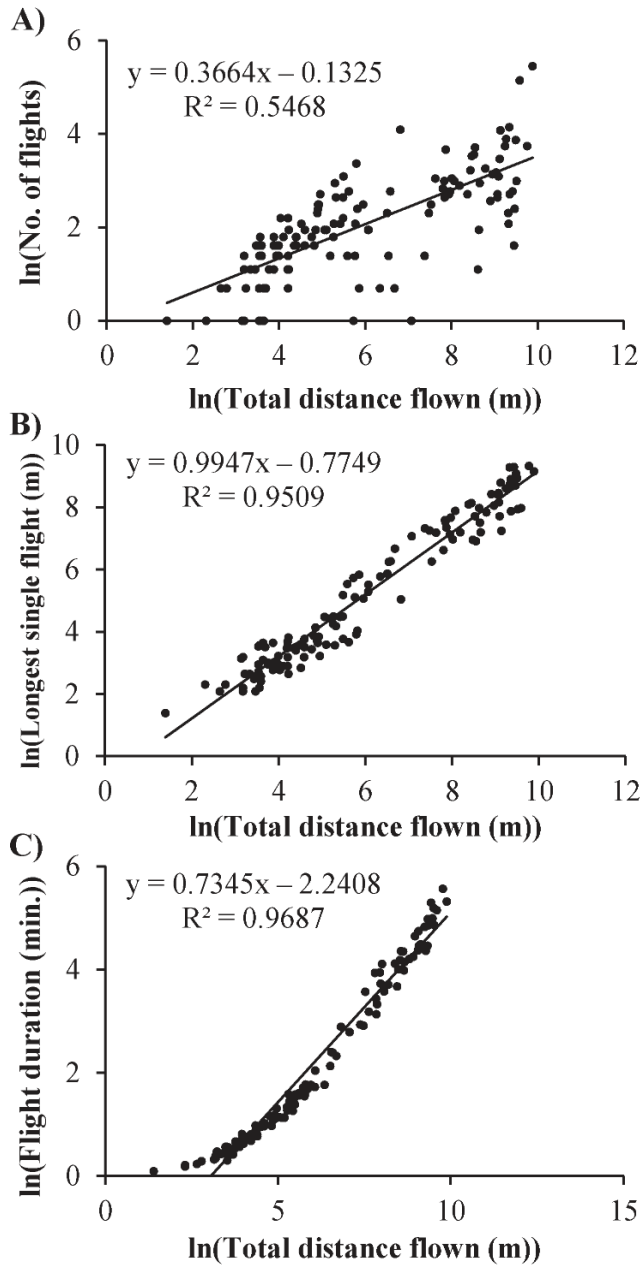 A)
6
y = 0.3664x – 0.1325
R² = 0.5468
4
2
0
ln(No. of flights)
0 2 4 6 8 10 12
ln(Total distance flown (m))
B)
10
y = 0.9947x – 0.7749
R² = 0.9509
8
6
4
2
0
ln(Longest single flight (m))
0 2 4 6 8 10 12
ln(Total distance flown (m))
C)
6
y = 0.7345x – 2.2408
R² = 0.9687
4
2
0
ln(Flight duration (min.))
0 5 10 15
ln(Total distance flown (m))